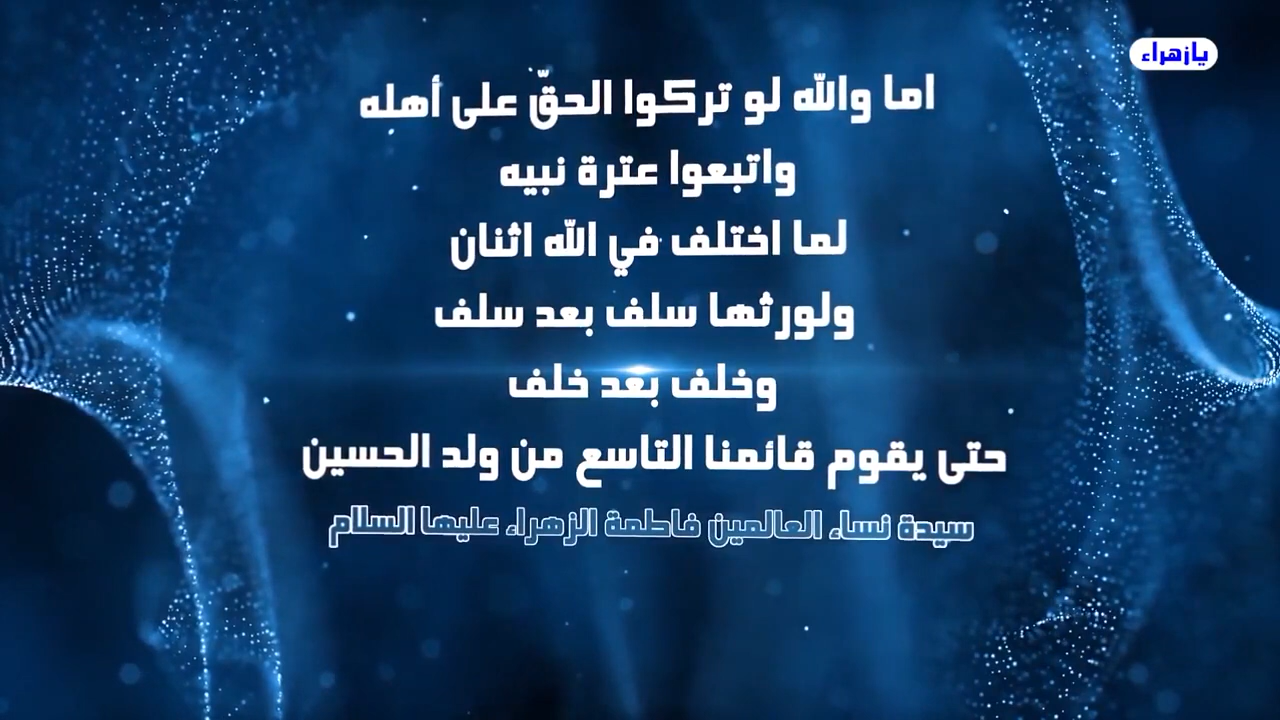 يازهراء
اما والله لو تركوا الحقّ على أهله
واتبعوا عترة نبيه
لما اختلف في الله اثنان
ولورثها سلف بعد سلف
وخلف بعد خلف
حتى يقوم قائمنا التاسع من ولد الحسين
سيدة نساء العالمين فاطمة الزهراء عليها السلام